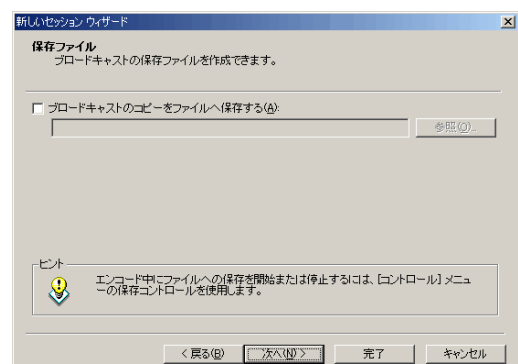 新しいセッション ウィザード
保存ファイル
ブロードキャストの保存ファイルを作成できます。
ブロードキャストのコピーをファイルへ保存する(A):
参照(O)...
ヒント
エンコード中にファイルへの保存を開始または停止するには、[コントロール] メニュ
ーの保存コントロールを使用します。
< 戻る(B)
次へ(N) >
完了
キャンセル